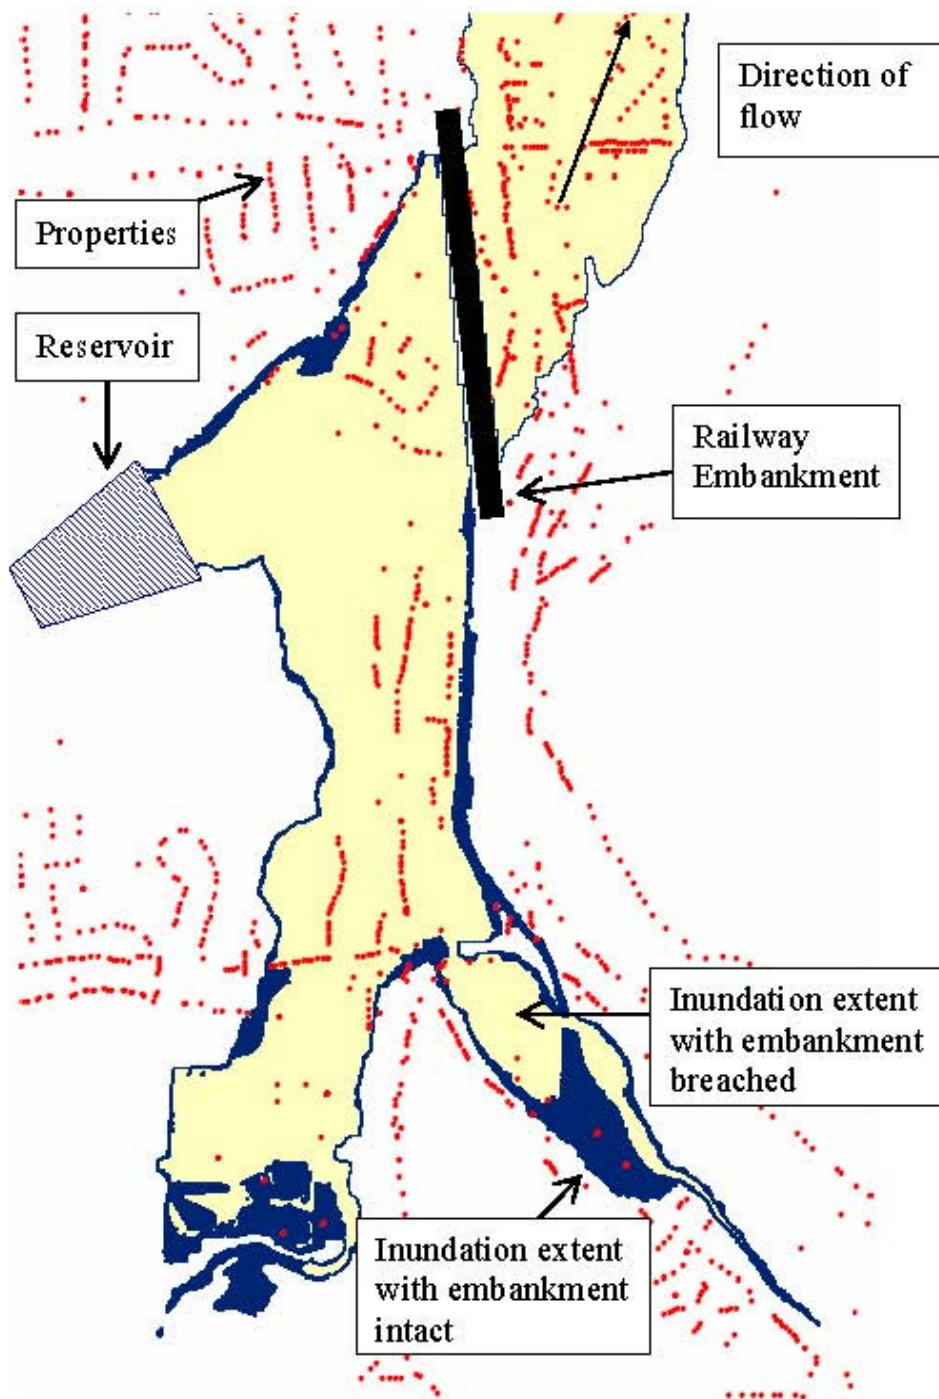 Direction of
flow
Properties
Reservoir
Railway
Embankment
Inundation extent
with embankment
breached
Inundation extent
with embankment
intact